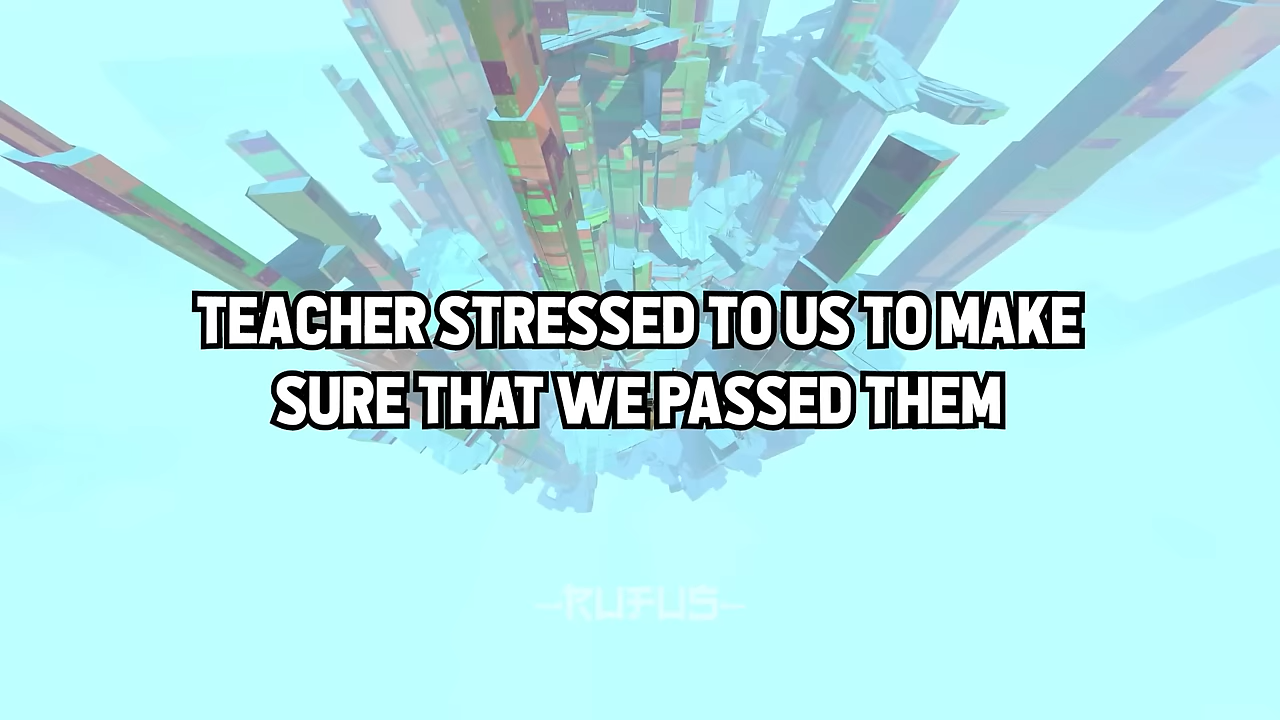 TEACHER STRESSED TO US TO MAKE
SURE THAT WE PASSED THEM
-RUFUS-